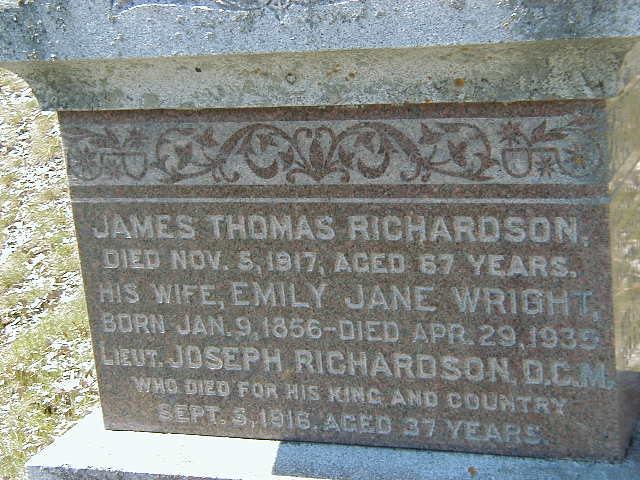 JAMES THOMAS RICHARDSON,
DIED NOV. 5, 1917, AGED 67 YEARS.
HIS WIFE, EMILY JANE WRIGHT,
BORN JAN. 9, 1856 - DIED APR. 29,
LIEUT. JOSEPH RICHARDSON, D.C.M.
WHO DIED FOR HIS KING AND COUNTRY
SEPT. 5, 1916, AGED 37 YEARS.